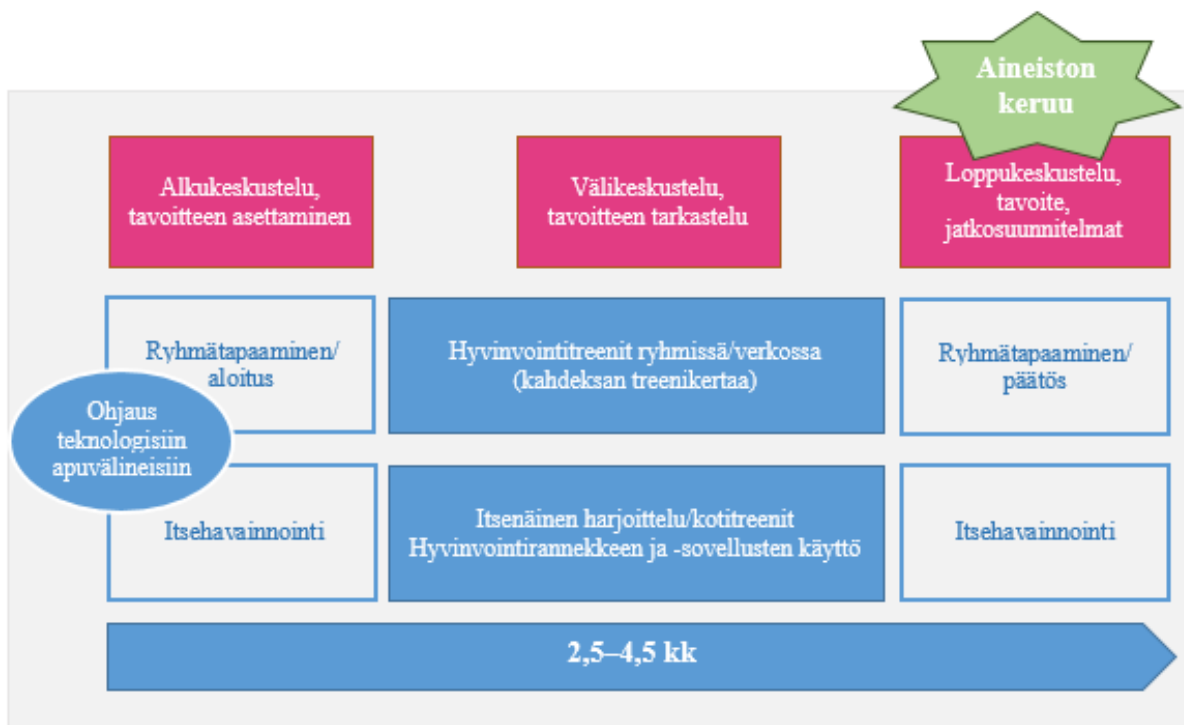 Aineiston
keruu
Alkukeskustelu,
tavoitteen asettaminen
Välikeskustelu,
tavoitteen tarkastelu
Loppukeskustelu,
tavoite,
jatkosuunnitelmat
Ryhmätapaaminen/
aloitus
Hyvinvointitreenit ryhmissä/verkossa
(kahdeksan treenikertaa)
Ryhmätapaaminen/
päätös
Ohjaus
teknologisiin
apuvälineisiin
Itsehavainnointi
Itsenäinen harjoittelu/kotitreenit
Hyvinvointirannekkeen ja -sovellusten käyttö
Itsehavainnointi
2,5–4,5 kk